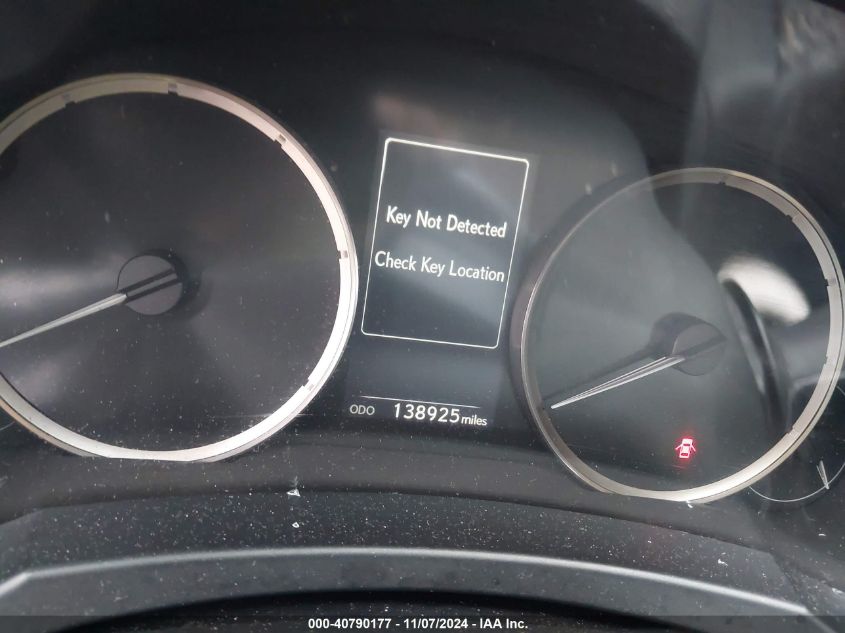 Key Not Detected
Check Key Location
ODO 138925 miles
000-40790177 - 11/07/2024 - IAA Inc.